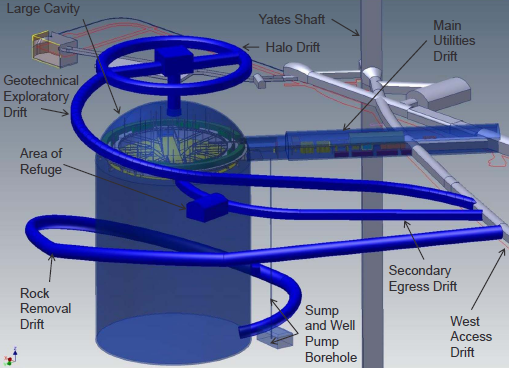 Large Cavity
Yates Shaft
Main
Utilities
Drift
Halo Drift
Geotechnical
Exploratory
Drift
Area of
Refuge
Rock
Removal
Drift
Sump
and Well
Pump
Borehole
Secondary
Egress Drift
West
Access
Drift